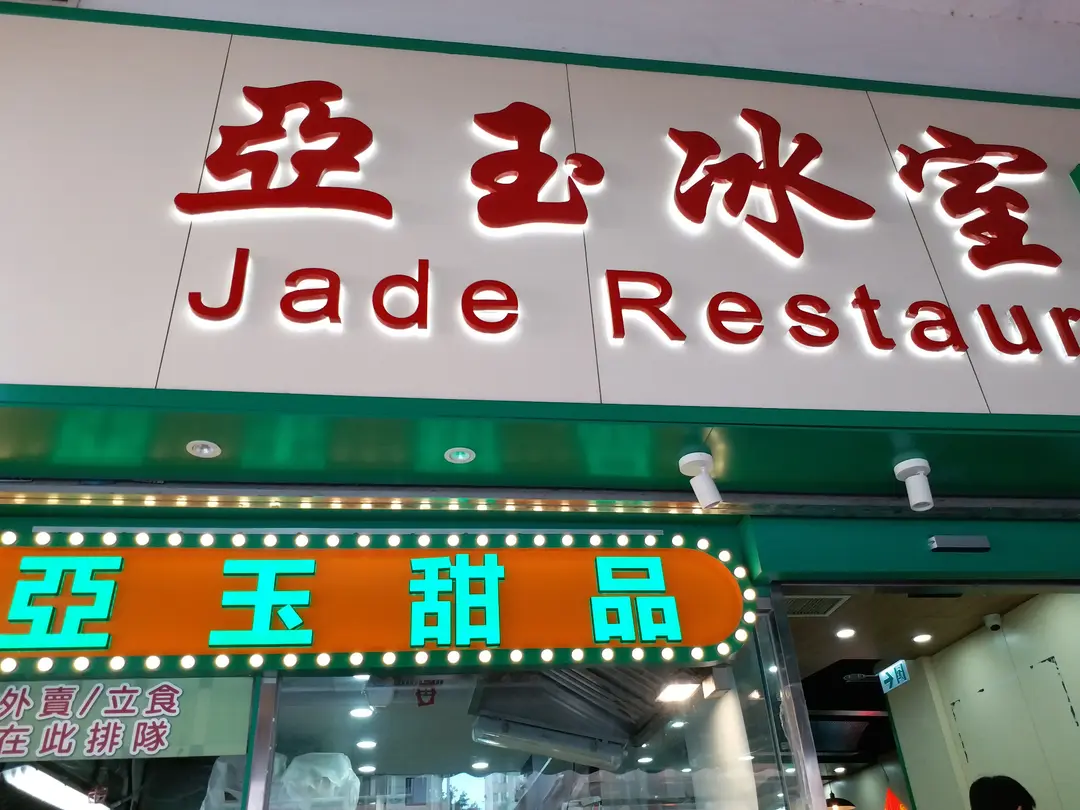 亞玉冰室
Jade Restaur
亞玉甜品
外賣/立食
在此排隊